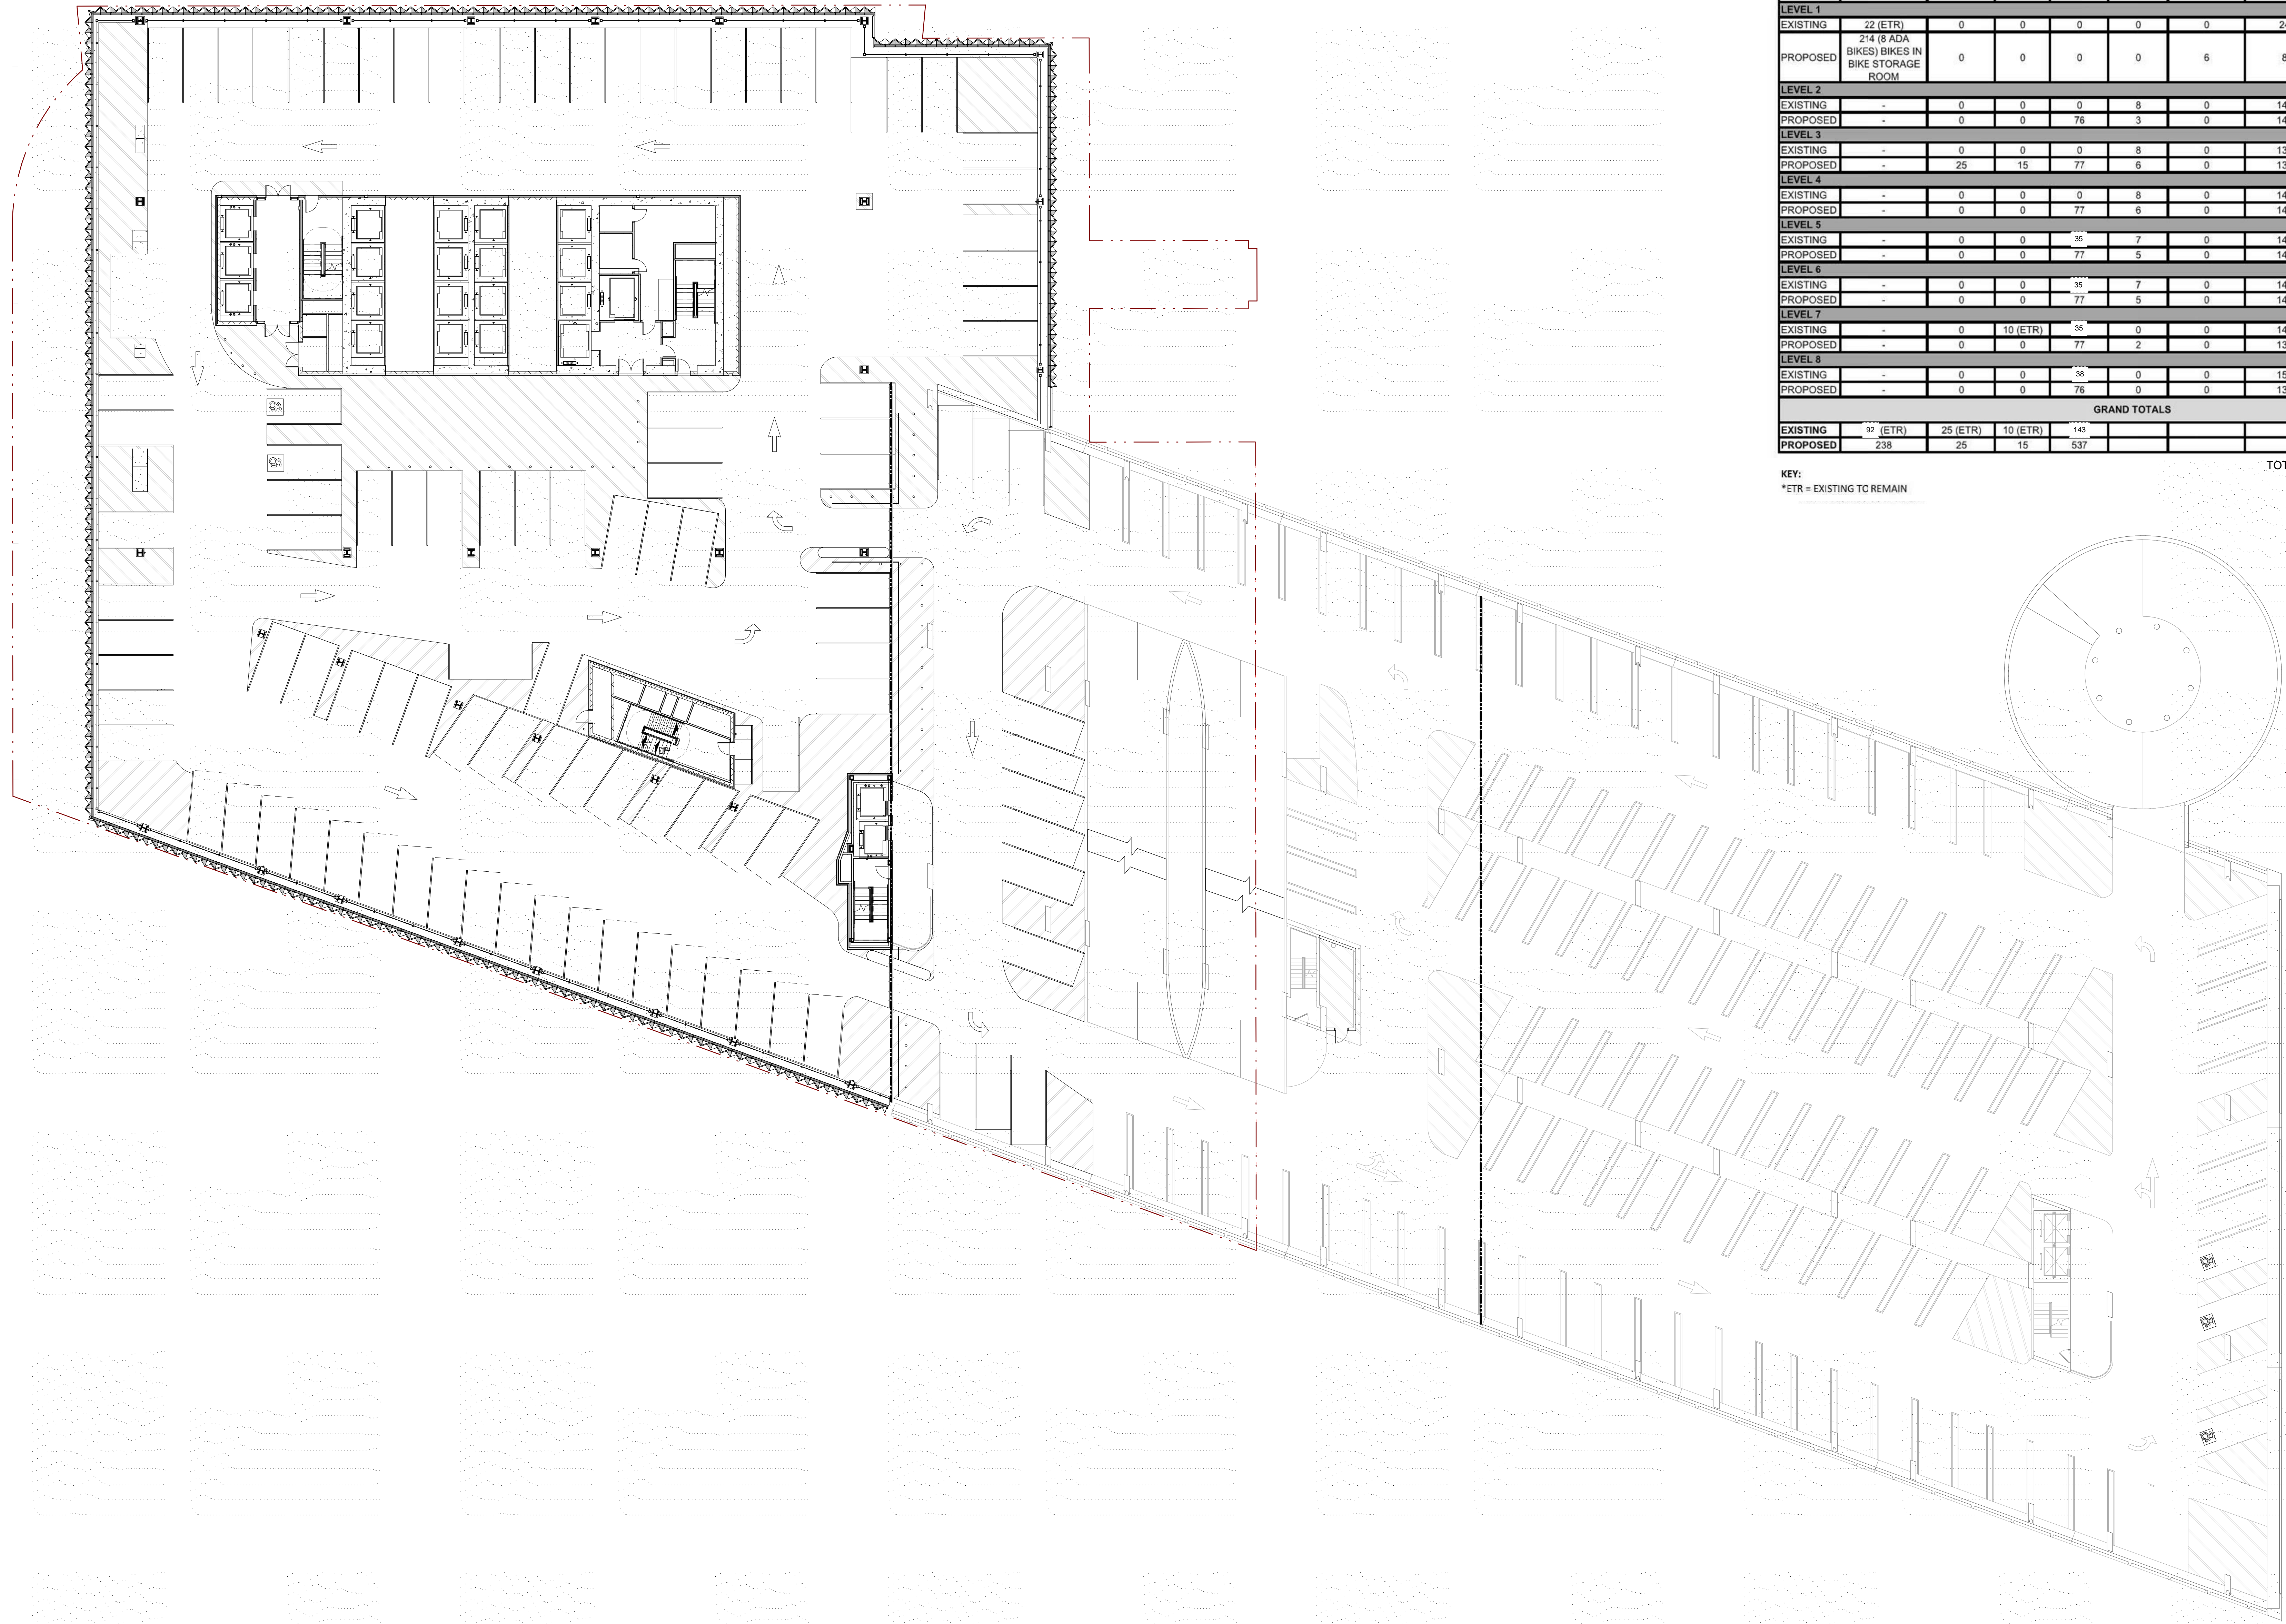 LEVEL 1
EXISTING 22 (ETR) 0 0 0 0 0
PROPOSED 214 (8 ADA BIKES) BIKES IN BIKE STORAGE ROOM 0 0 0 0 6
LEVEL 2
EXISTING - 0 0 0 8 0
PROPOSED - 0 0 76 3 0
LEVEL 3
EXISTING - 0 0 0 8 0
PROPOSED - 25 15 77 6 0
LEVEL 4
EXISTING - 0 0 0 8 0
PROPOSED - 0 0 77 6 0
LEVEL 5
EXISTING - 0 0 35 7 0
PROPOSED - 0 0 77 5 0
LEVEL 6
EXISTING - 0 0 35 7 0
PROPOSED - 0 0 77 5 0
LEVEL 7
EXISTING - 0 10 (ETR) 35 0 0
PROPOSED - 0 0 77 2 0
LEVEL 8
EXISTING - 0 0 38 0 0
PROPOSED - 0 0 76 0 0
GRAND TOTALS
EXISTING 92 (ETR) 25 (ETR) 10 (ETR) 143
PROPOSED 238 25 15 537
KEY:
*ETR = EXISTING TO REMAIN